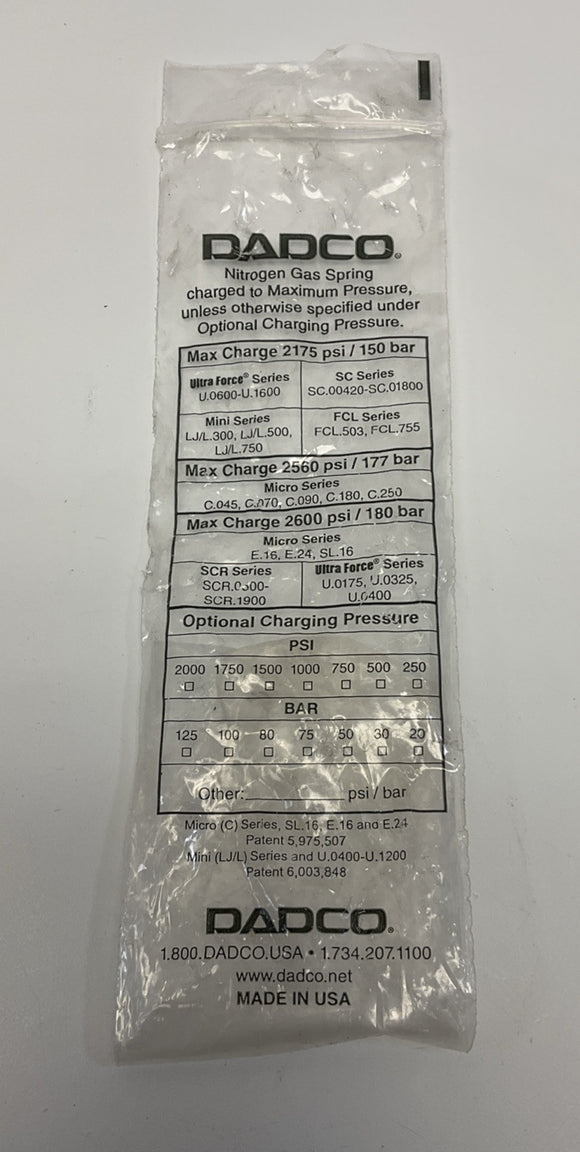 DADCO®
Nitrogen Gas Spring
charged to Maximum Pressure,
unless otherwise specified under
Optional Charging Pressure.
Max Charge 2175 psi / 150 bar
Ultra Force® Series
U.0600-U.1600
SC Series
SC.00420-SC.01800
Mini Series
LJ/L.300, LJ/L.500,
LJ/L.750
FCL Series
FCL.503, FCL.755
Max Charge 2560 psi / 177 bar
Micro Series
C.045, C.070, C.090, C.180, C.250
Max Charge 2600 psi / 180 bar
Micro Series
E.16, E.24, SL.16
SCR Series
SCR.0300-
SCR.1900
Ultra Force® Series
U.0175, U.0325,
U.0400
Optional Charging Pressure
PSI
2000 1750 1500 1000 750 500 250
□ □ □ □ □ □ □
BAR
125 100 80 75 50 30 20
□ □ □ □ □ □ □
Other:__________ psi / bar
Micro (C) Series, SL.16, E.16 and E.24
Patent 5,975,507
Mini (LJ/L) Series and U.0400-U.1200
Patent 6,003,848
DADCO®
1.800.DADCO.USA • 1.734.207.1100
www.dadco.net
MADE IN USA